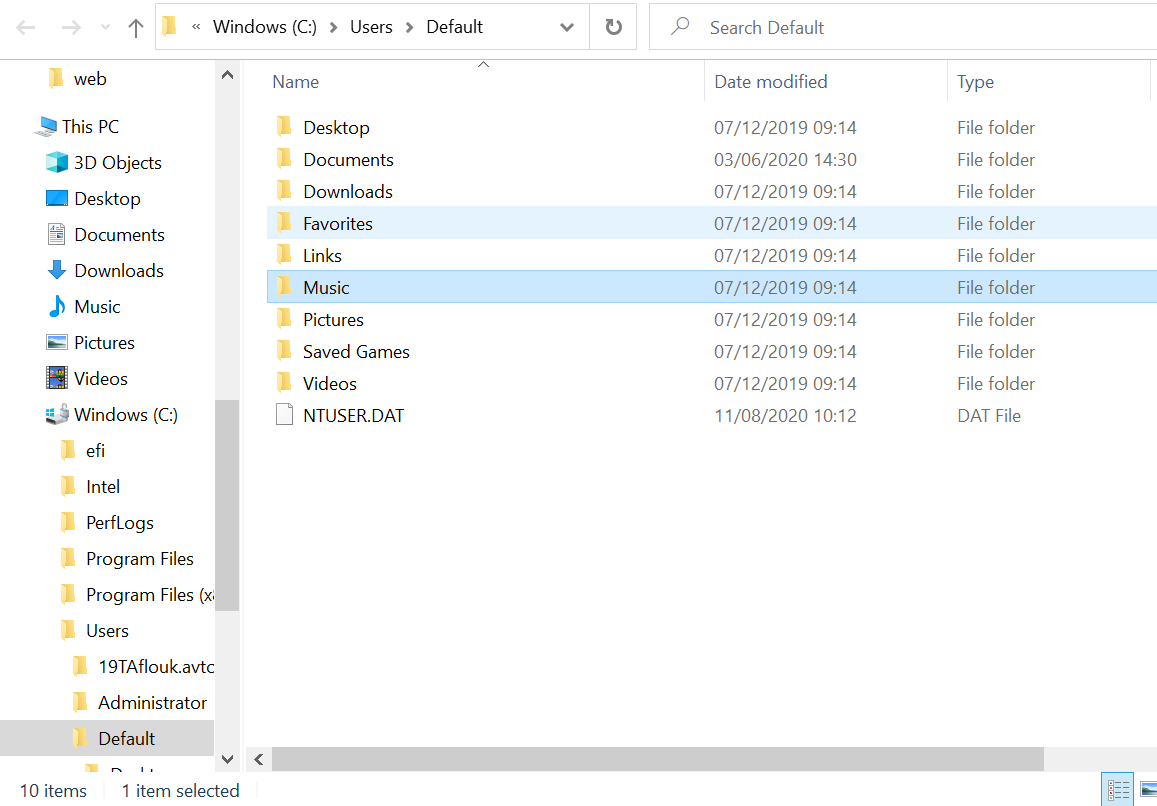 « Windows (C:) > Users > Default
Search Default
web
This PC
3D Objects
Desktop
Documents
Downloads
Music
Pictures
Videos
Windows (C:)
efi
Intel
PerfLogs
Program Files
Program Files (x
Users
19TAflouk.avto
Administrator
Default
Name Date modified Type
Desktop 07/12/2019 09:14 File folder
Documents 03/06/2020 14:30 File folder
Downloads 07/12/2019 09:14 File folder
Favorites 07/12/2019 09:14 File folder
Links 07/12/2019 09:14 File folder
Music 07/12/2019 09:14 File folder
Pictures 07/12/2019 09:14 File folder
Saved Games 07/12/2019 09:14 File folder
Videos 07/12/2019 09:14 File folder
NTUSER.DAT 11/08/2020 10:12 DAT File
10 items 1 item selected